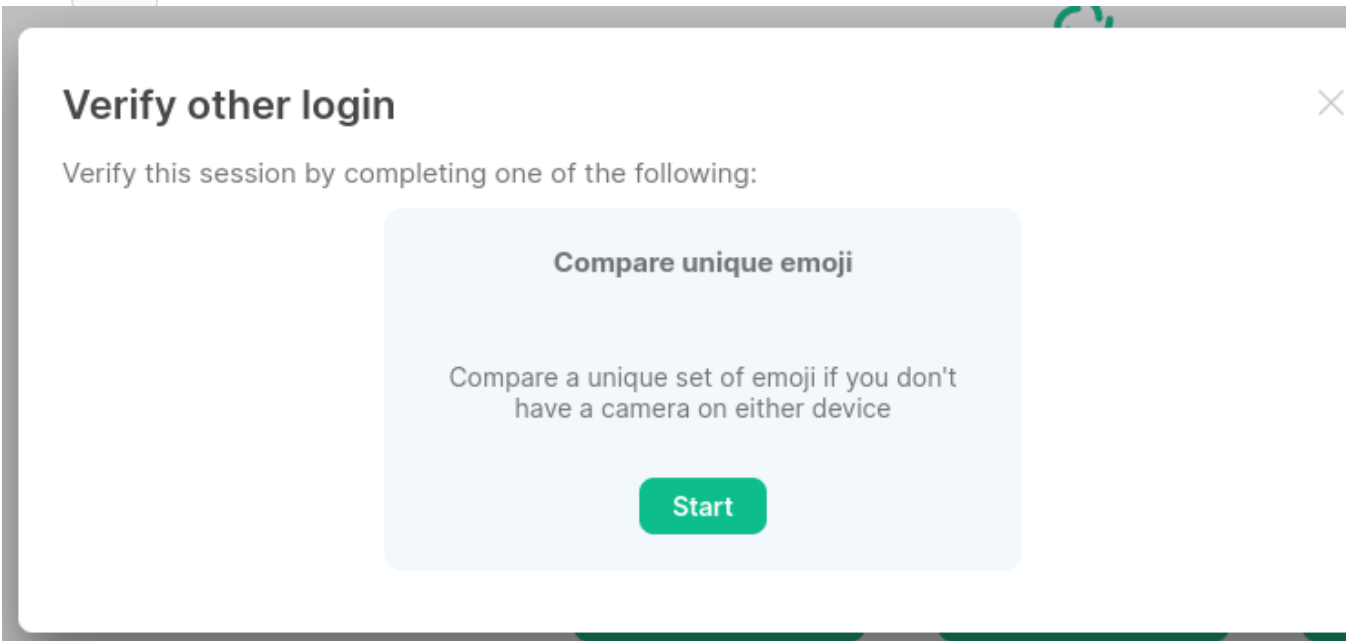 Verify other login
Verify this session by completing one of the following:
Compare unique emoji
Compare a unique set of emoji if you don't
have a camera on either device
Start